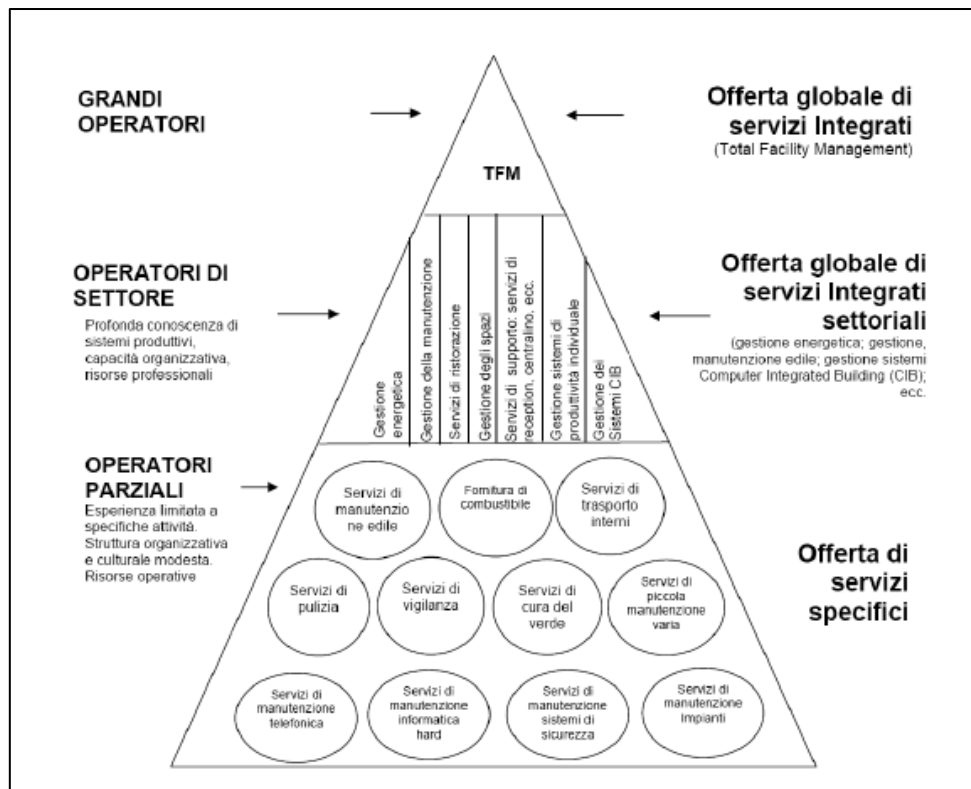 GRANDI
OPERATORI
Offerta globale di
servizi Integrati
(Total Facility Management)
TFM
OPERATORI DI
SETTORE
Profonda conoscenza di
sistemi produttivi,
capacità organizzativa,
risorse professionali
Gestione
energetica
Gestione della manutenzione
Servizi di ristorazione
Gestione degli spazi
Servizi di supporto: servizi di
reception, centralino, ecc.
Gestione sistemi di
produttività individuale
Gestione dei
Sistemi CIB
Offerta globale di
servizi Integrati
settoriali
(gestione energetica; gestione,
manutenzione edile; gestione sistemi
Computer Integrated Building (CIB);
ecc.
OPERATORI
PARZIALI
Esperienza limitata a
specifiche attività.
Struttura organizzativa
e culturale modesta.
Risorse operative
Servizi di
manutenzio
ne edile
Fornitura di
combustibile
Servizi di
trasporto
interni
Servizi di
pulizia
Servizi di
vigilanza
Servizi di
cura del
verde
Servizi di
piccola
manutenzione
varia
Offerta di
servizi
specifici
Servizi di
manutenzione
telefonica
Servizi di
manutenzione
informatica
hard
Servizi di
manutenzione
sistemi di
sicurezza
Servizi di
manutenzione
Impianti